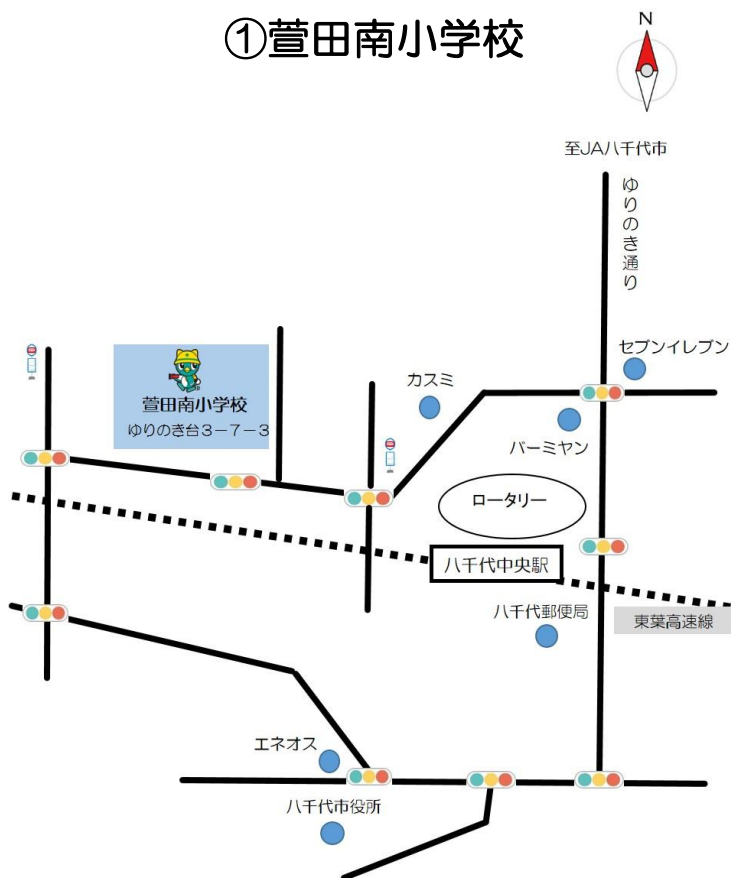 ①萱田南小学校
N
至JA八千代市
ゆりのき通り
セブンイレブン
カスミ
萱田南小学校
ゆりのき台3-7-3
バーミヤン
ロータリー
八千代中央駅
八千代郵便局
東葉高速線
エネオス
八千代市役所